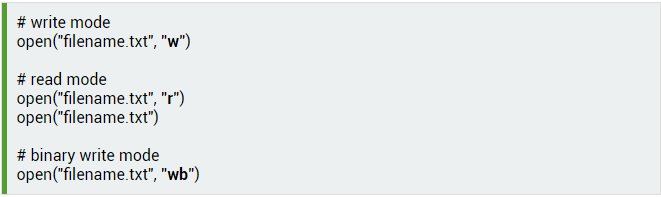 # write mode
open("filename.txt", "w")
# read mode
open("filename.txt", "r")
open("filename.txt")
# binary write mode
open("filename.txt", "wb")